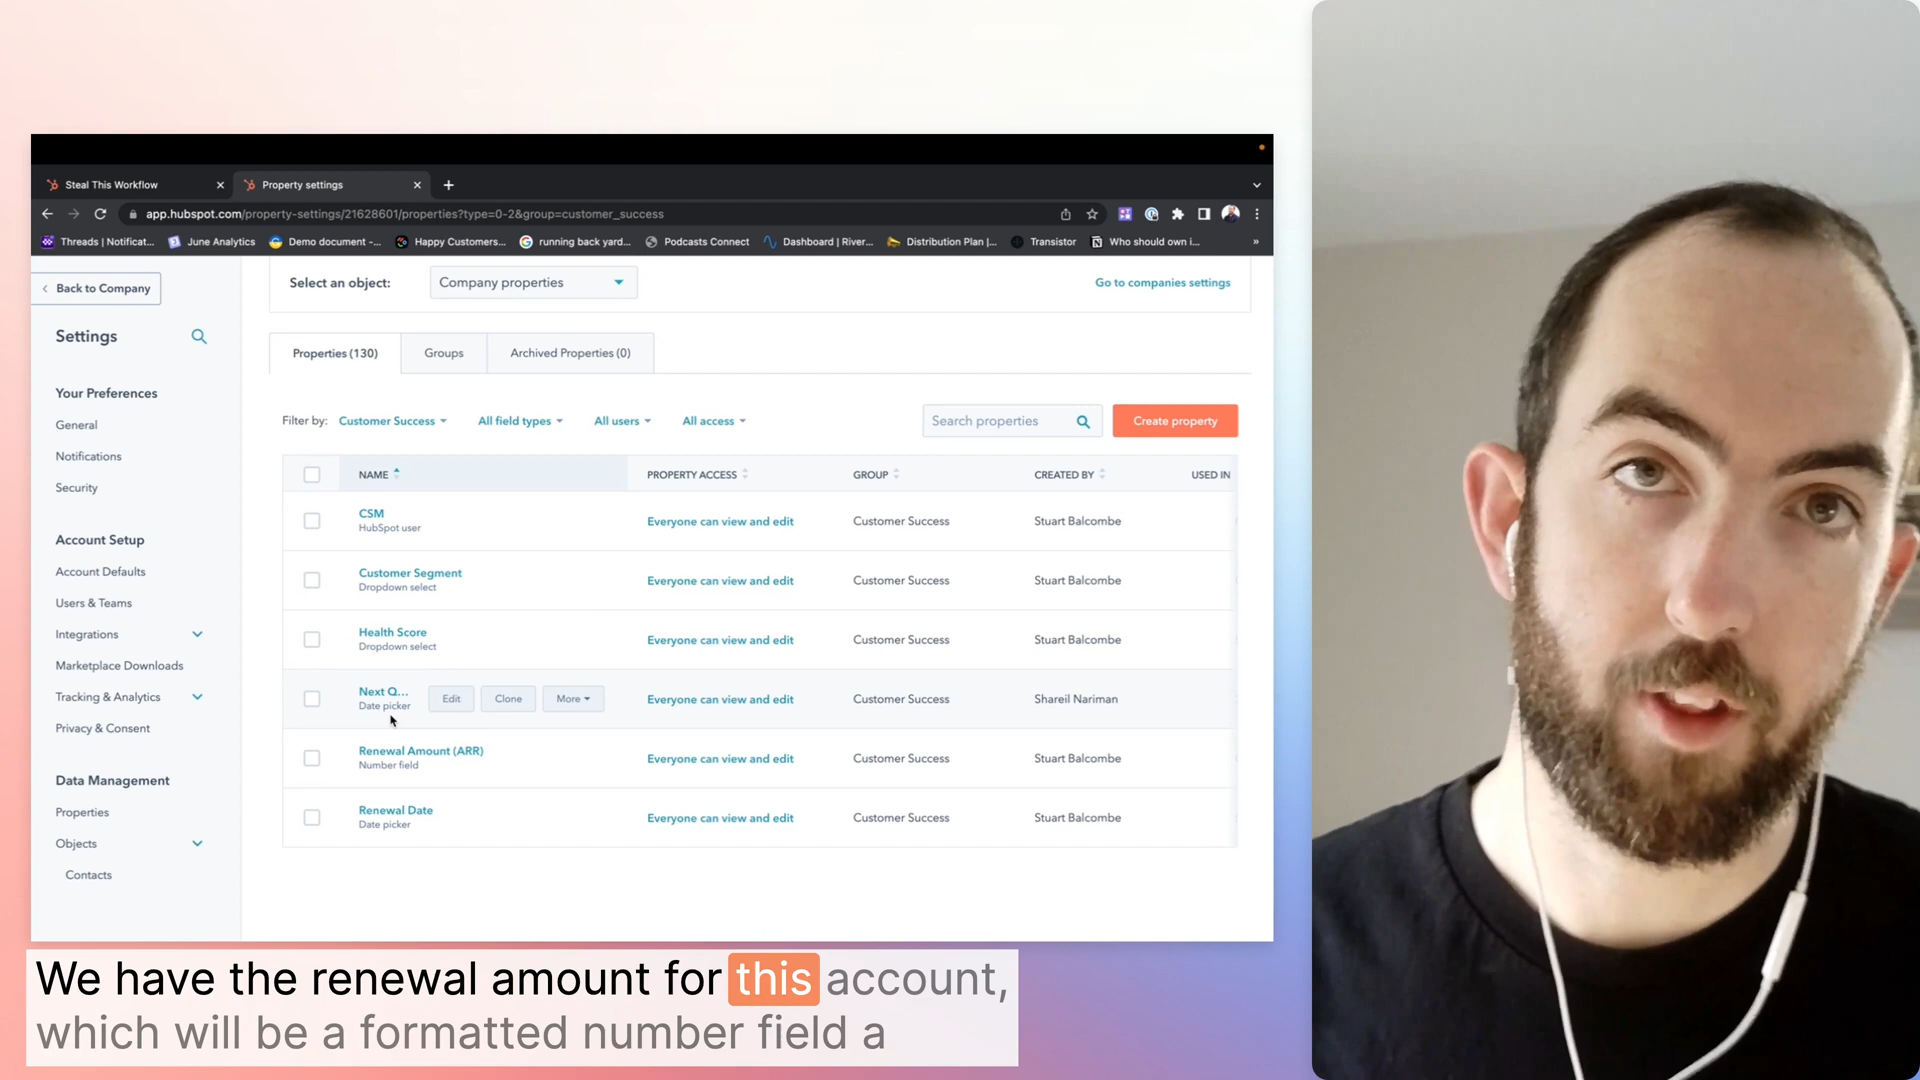 Steal This Workflow
Property settings
app.hubspot.com/property-settings/21628601/properties?type=0-2&group=customer_success
Threads | Notificat... June Analytics Demo document -... Happy Customers... running back yard... Podcasts Connect Dashboard | River... Distribution Plan |... Transistor Who should own i... »
Back to Company
Settings
Your Preferences
General
Notifications
Security
Account Setup
Account Defaults
Users & Teams
Integrations
Marketplace Downloads
Tracking & Analytics
Privacy & Consent
Data Management
Properties
Objects
Contacts
Select an object: Company properties Go to companies settings
Properties (130) Groups Archived Properties (0)
Filter by: Customer Success All field types All users All access Search properties Create property
NAME PROPERTY ACCESS GROUP CREATED BY USED IN
CSM
HubSpot user
Everyone can view and edit Customer Success Stuart Balcombe
Customer Segment
Dropdown select
Everyone can view and edit Customer Success Stuart Balcombe
Health Score
Dropdown select
Everyone can view and edit Customer Success Stuart Balcombe
Next Q...
Date picker
Edit Clone More
Everyone can view and edit Customer Success Shareil Nariman
Renewal Amount (ARR)
Number field
Everyone can view and edit Customer Success Stuart Balcombe
Renewal Date
Date picker
Everyone can view and edit Customer Success Stuart Balcombe
We have the renewal amount for this account,
which will be a formatted number field a